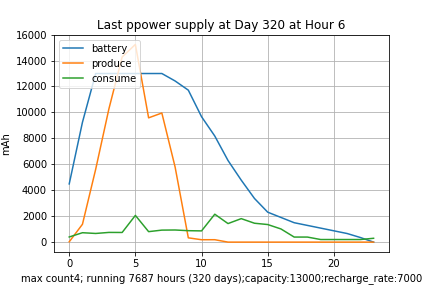 Last ppower supply at Day 320 at Hour 6
16000
14000
12000
10000
8000
6000
4000
2000
0
mAh
battery
produce
consume
0 5 10 15 20
max count4; running 7687 hours (320 days);capacity:13000;recharge_rate:7000